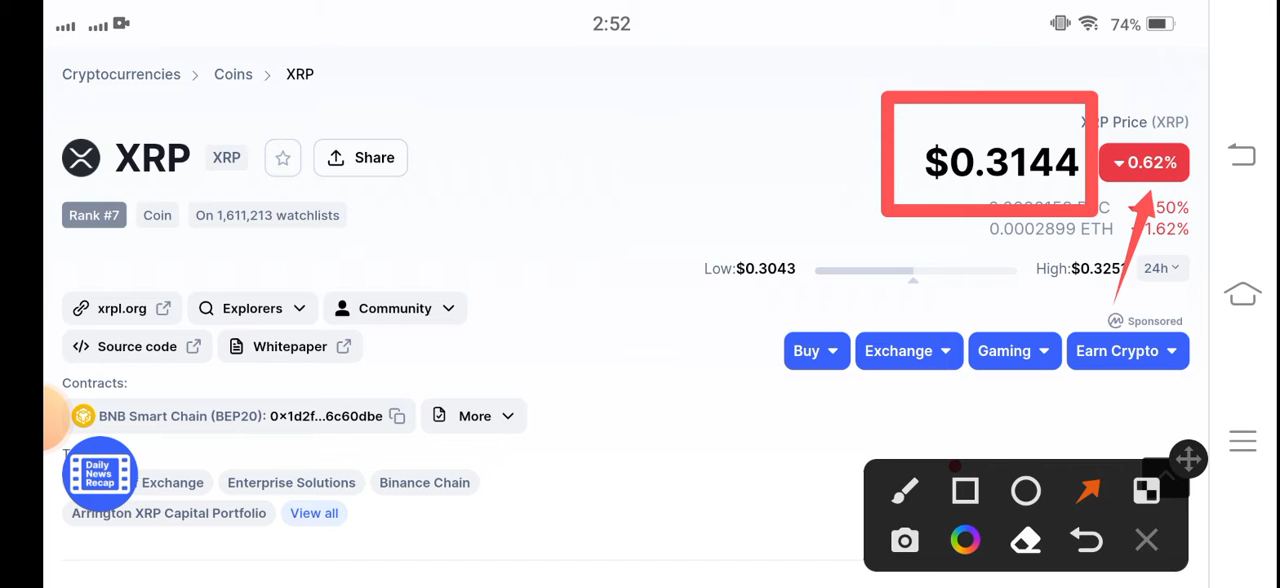 2:52
74%
Cryptocurrencies > Coins > XRP
XRP Price (XRP)
XRP XRP Share
$0.3144 0.62%
Rank #7 Coin On 1,611,213 watchlists
.50%
0.0002899 ETH 1.62%
Low:$0.3043 High:$0.325 24h
xrpl.org Explorers Community
Sponsored
Source code Whitepaper
Buy Exchange Gaming Earn Crypto
Contracts:
BNB Smart Chain (BEP20): 0x1d2f...6c60dbe More
Daily
News
Recap
Exchange Enterprise Solutions Binance Chain
Arrington XRP Capital Portfolio View all